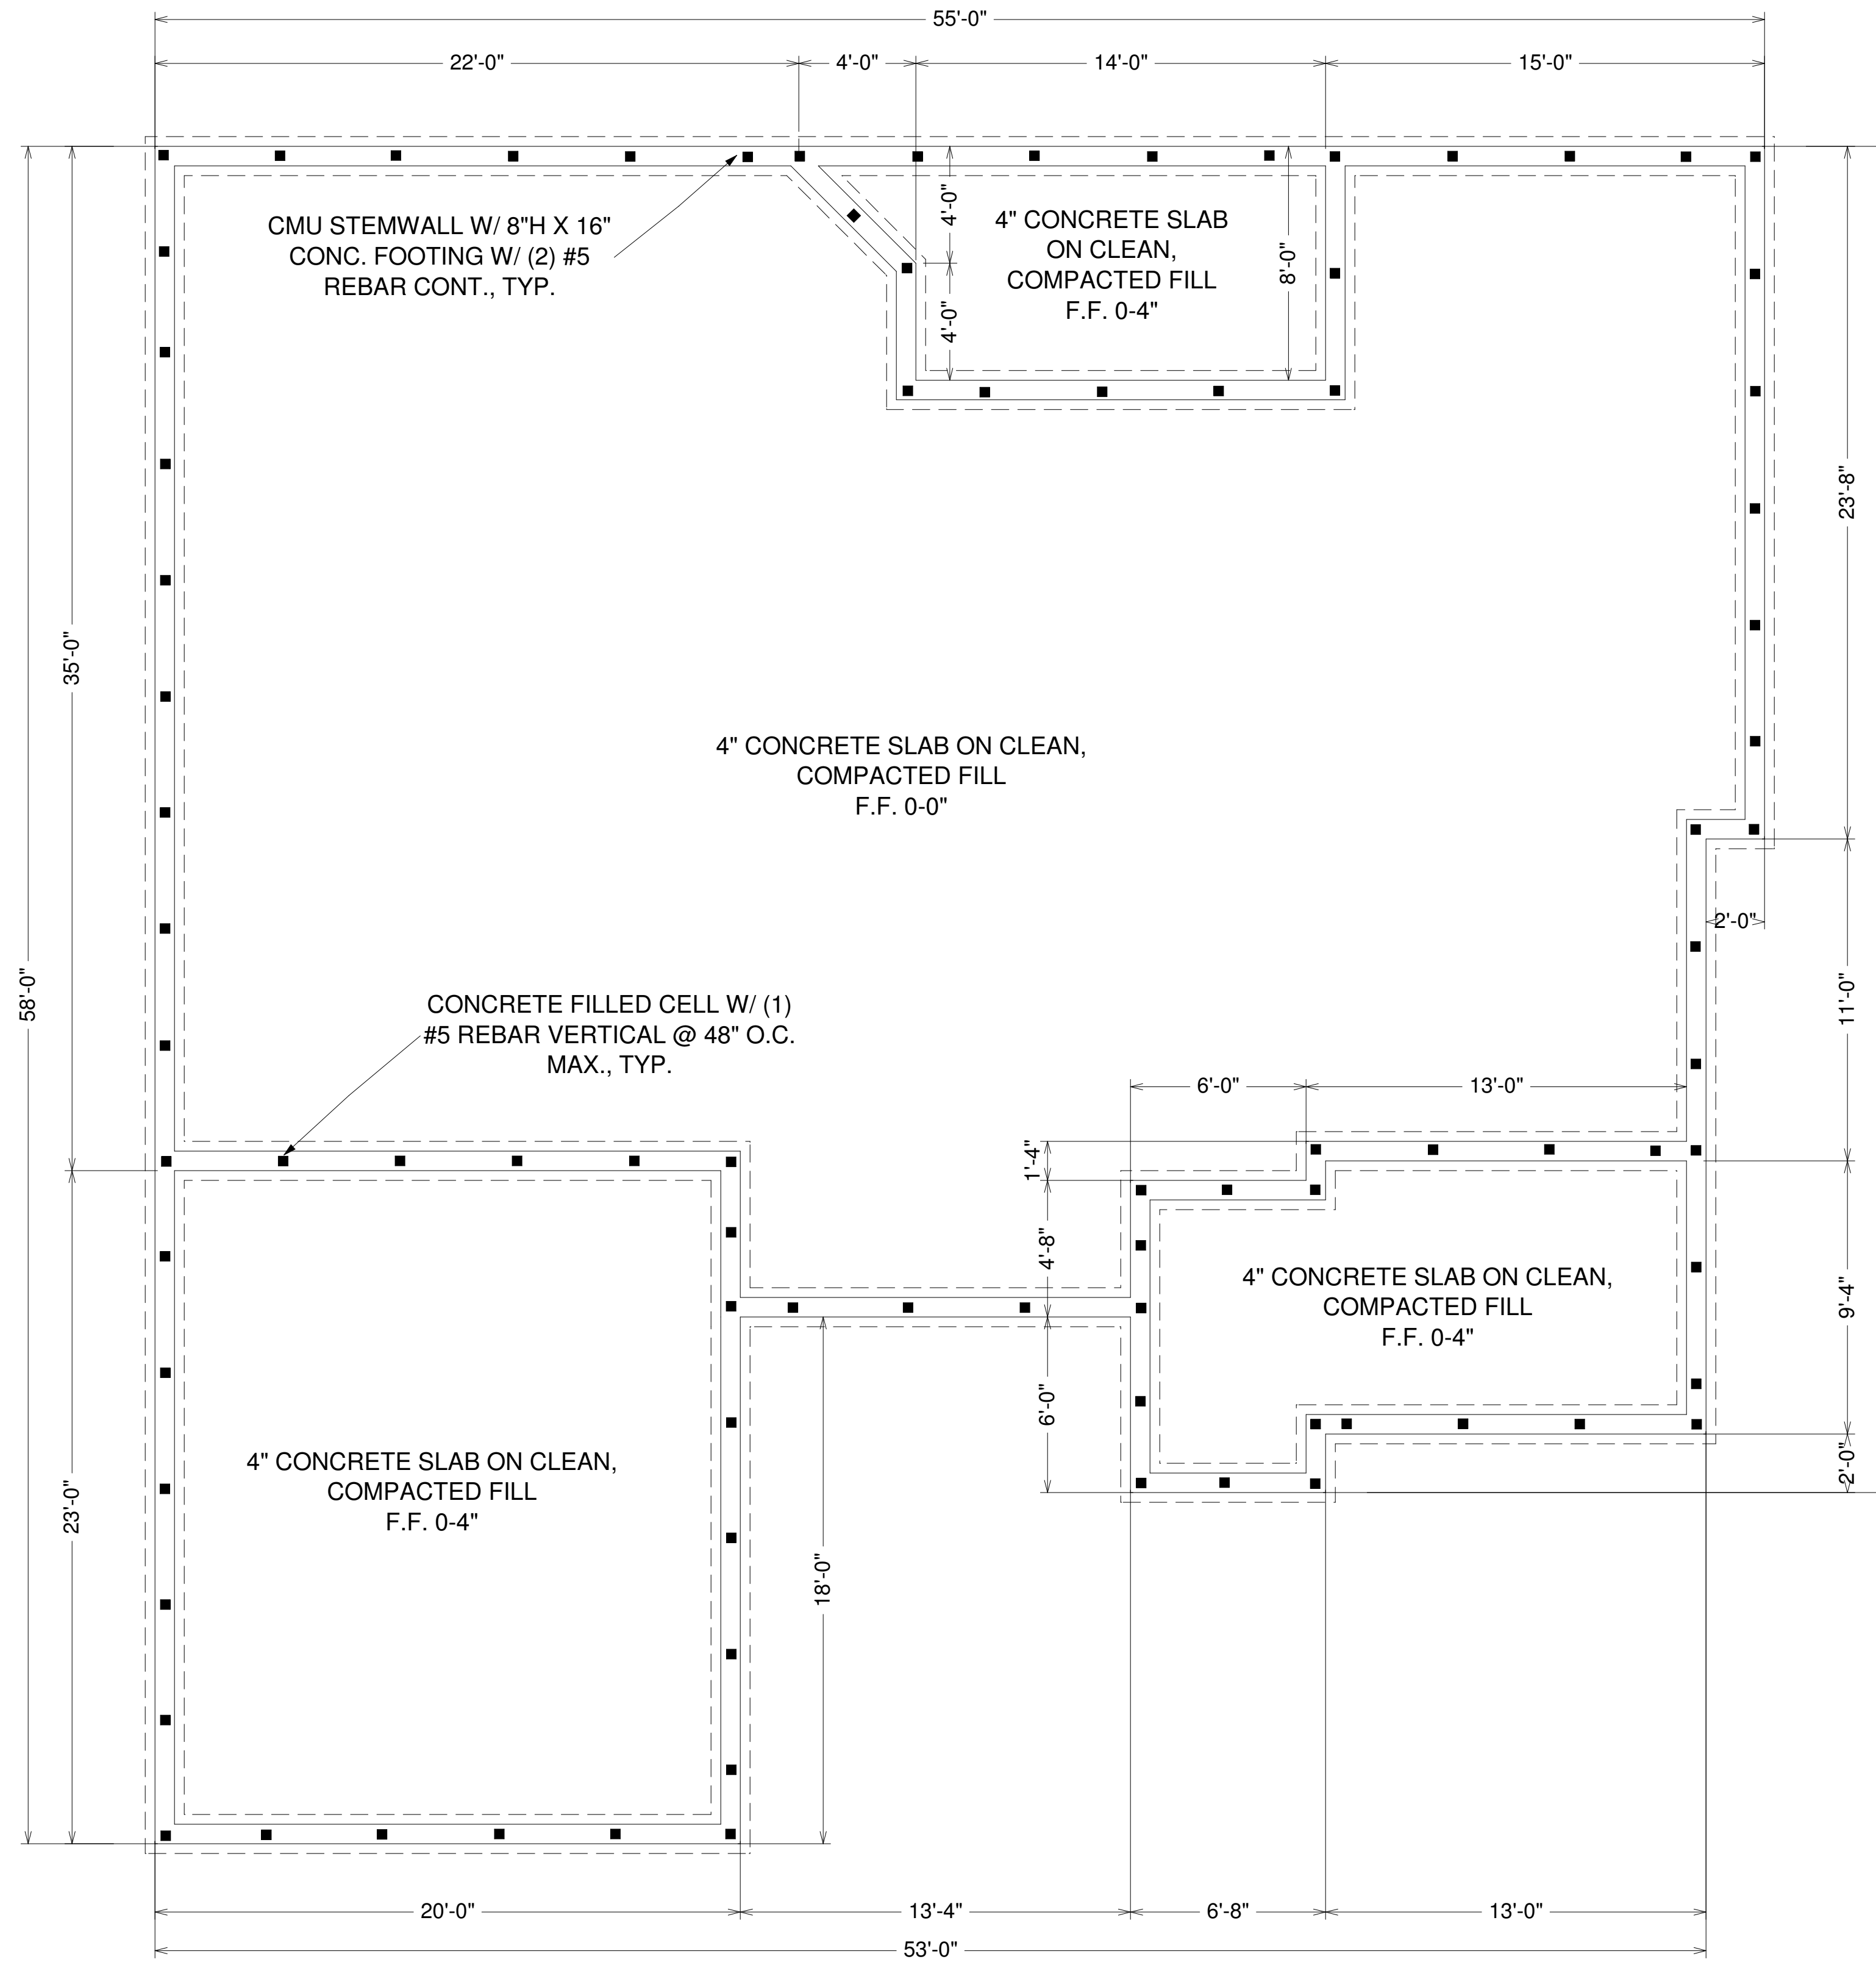 55'-0"
22'-0"
4'-0"
14'-0"
15'-0"
CMU STEMWALL W/ 8"H X 16"
CONC. FOOTING W/ (2) #5
REBAR CONT., TYP.
4'-0"
4'-0"
4" CONCRETE SLAB
ON CLEAN,
COMPACTED FILL
F.F. 0-4"
8'-0"
23'-8"
35'-0"
58'-0"
4" CONCRETE SLAB ON CLEAN,
COMPACTED FILL
F.F. 0-0"
2'-0"
11'-0"
CONCRETE FILLED CELL W/ (1)
#5 REBAR VERTICAL @ 48" O.C.
MAX., TYP.
6'-0"
13'-0"
1'-4"
4'-8"
6'-0"
4" CONCRETE SLAB ON CLEAN,
COMPACTED FILL
F.F. 0-4"
9'-4"
2'-0"
4" CONCRETE SLAB ON CLEAN,
COMPACTED FILL
F.F. 0-4"
23'-0"
18'-0"
20'-0"
13'-4"
6'-8"
13'-0"
53'-0"